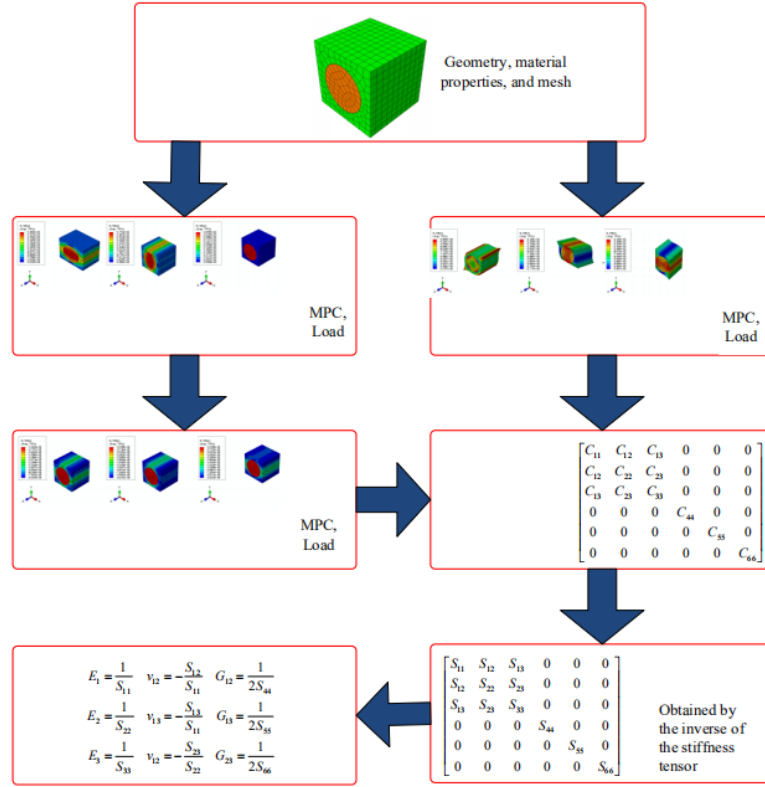 Geometry, material
properties, and mesh
MPC,
Load
MPC,
Load
MPC,
Load
C₁₁ C₁₂ C₁₃ 0 0 0
C₁₂ C₂₂ C₂₃ 0 0 0
C₁₃ C₂₃ C₃₃ 0 0 0
0 0 0 C₄₄ 0 0
0 0 0 0 C₅₅ 0
0 0 0 0 0 C₆₆
S₁₁ S₁₂ S₁₃ 0 0 0
S₁₂ S₂₂ S₂₃ 0 0 0
S₁₃ S₂₃ S₃₃ 0 0 0
0 0 0 S₄₄ 0 0
0 0 0 0 S₅₅ 0
0 0 0 0 0 S₆₆
Obtained by
the inverse of
the stiffness
tensor
E₁ = 1/S₁₁ v₁₂ = −S₁₂/S₁₁ G₁₂ = 1/2S₄₄
E₂ = 1/S₂₂ v₁₃ = −S₁₃/S₁₁ G₁₃ = 1/2S₅₅
E₃ = 1/S₃₃ v₁₂ = −S₂₃/S₂₂ G₂₃ = 1/2S₆₆